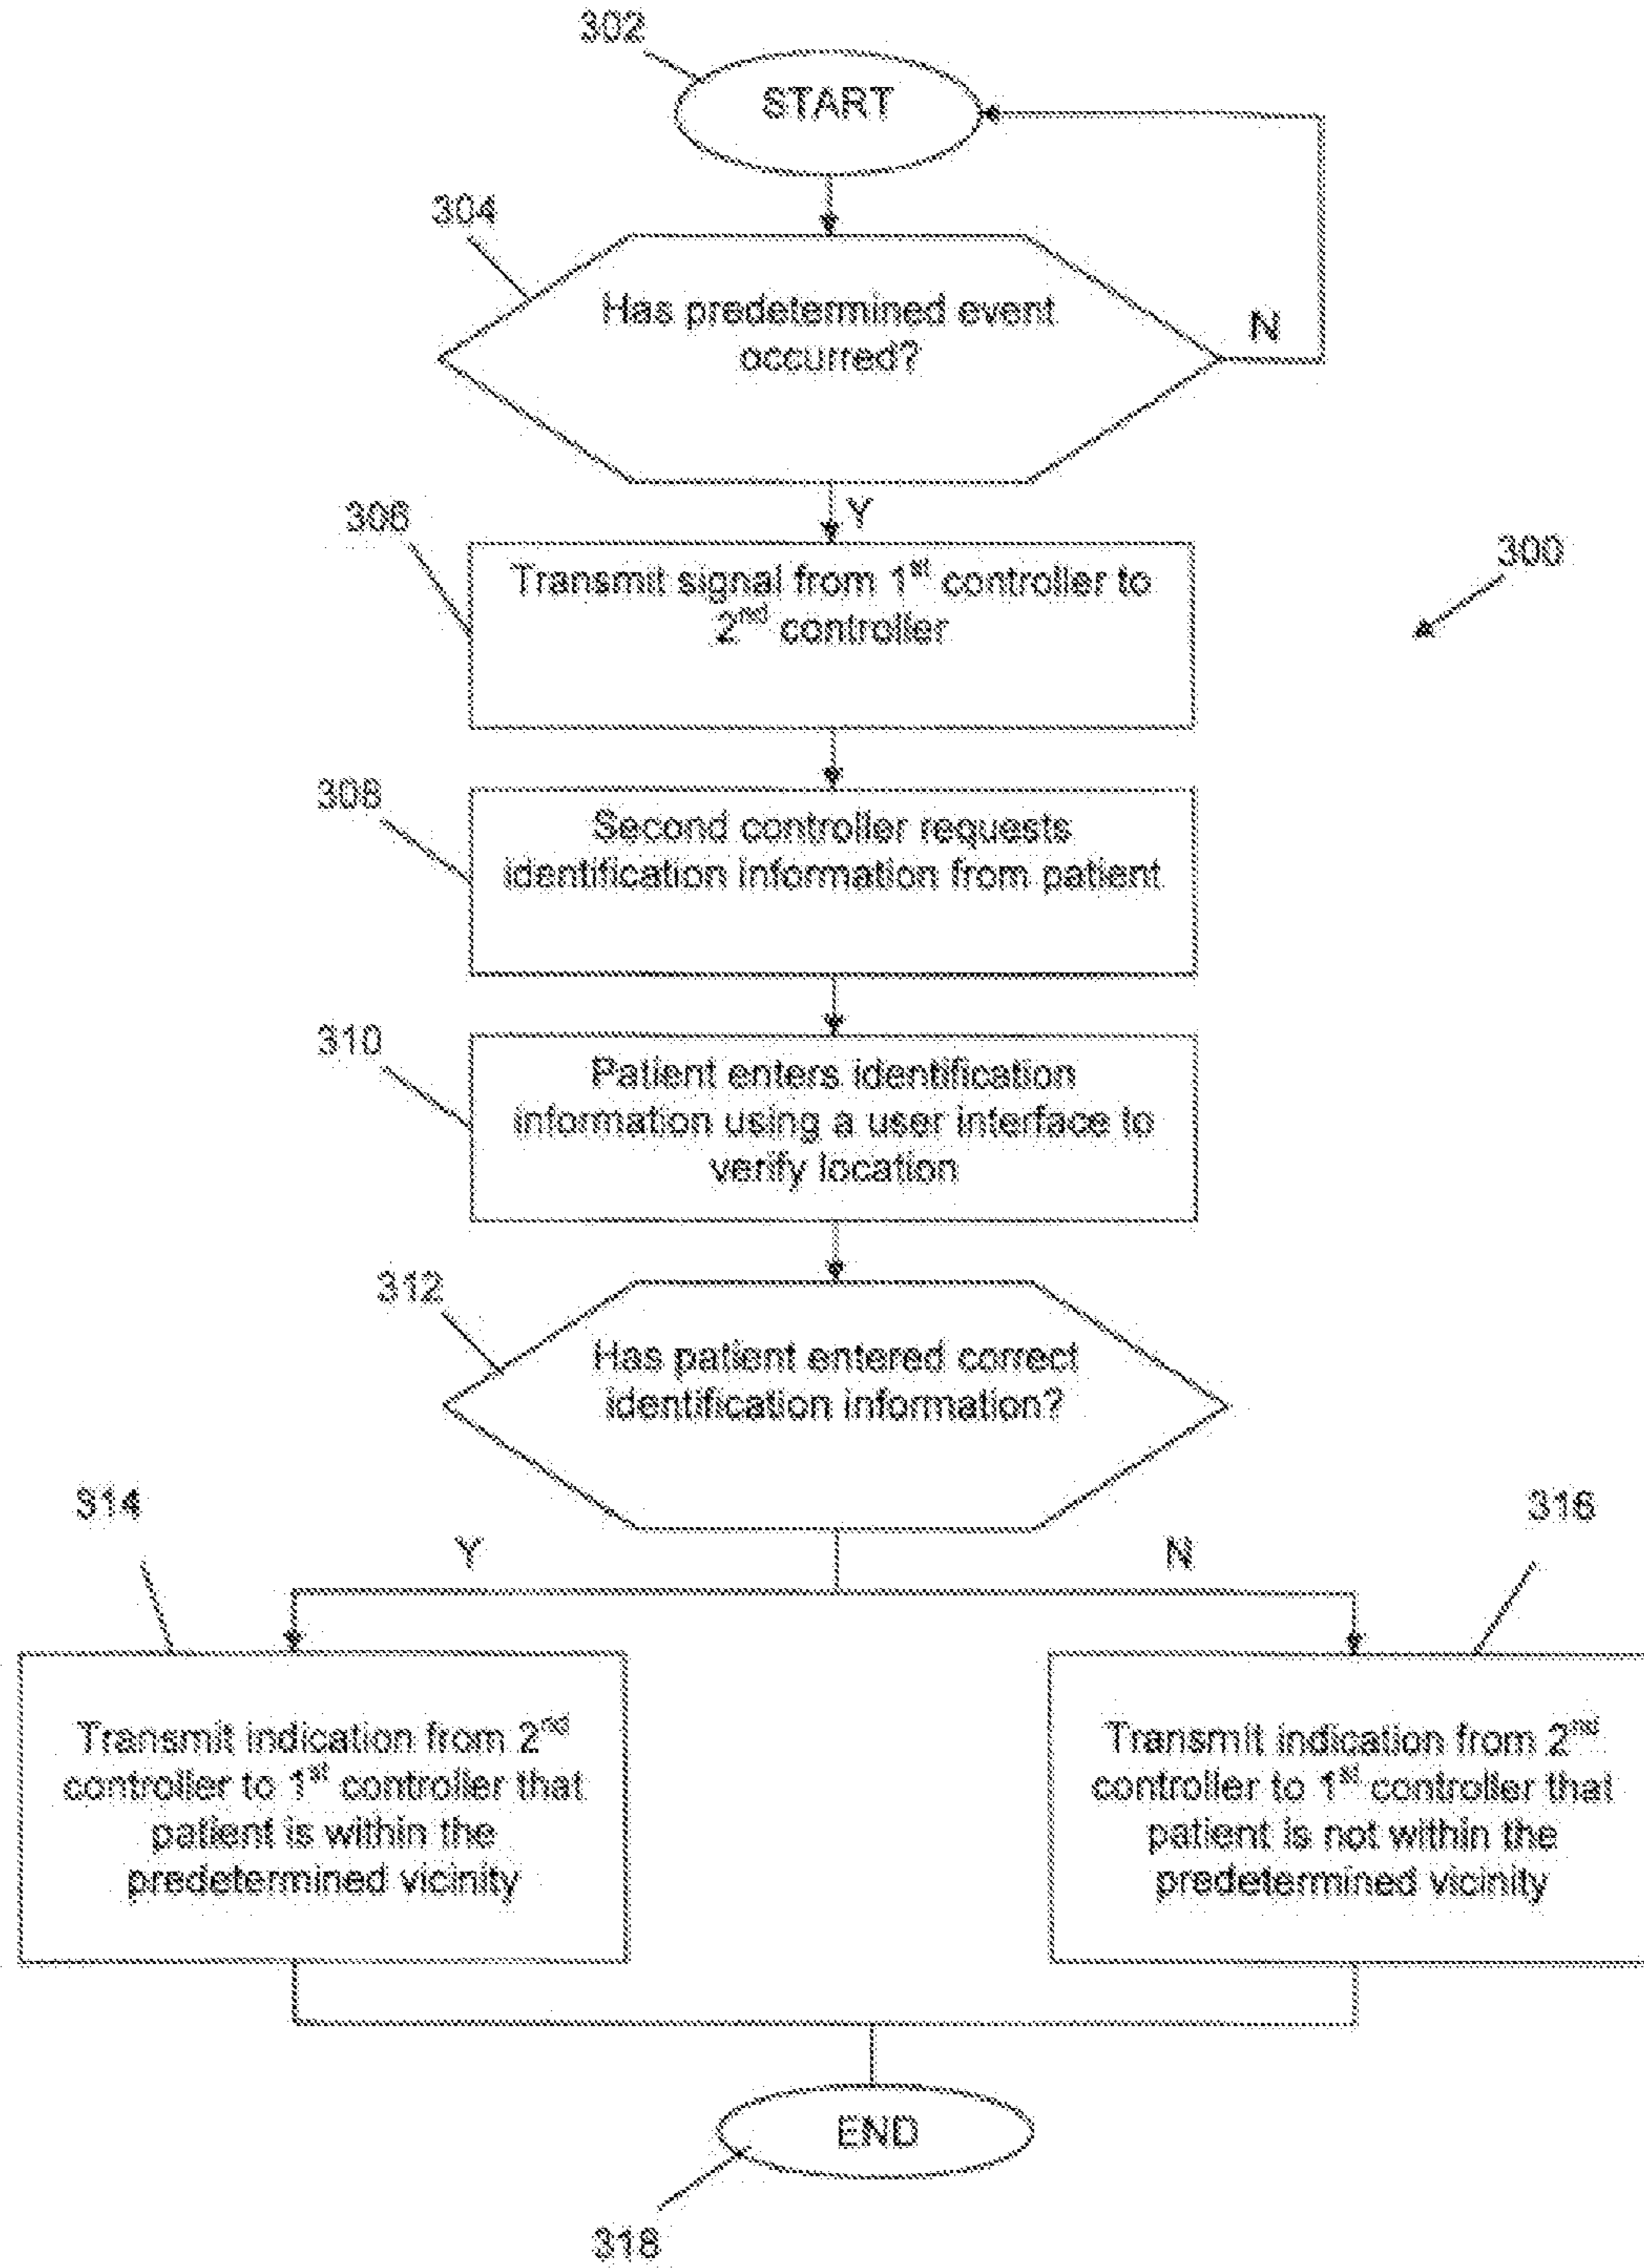 302
START
304
Has predetermined event
occurred?
N
Y
306
Transmit signal from 1st controller to
2nd controller
300
308
Second controller requests
identification information from patient
310
Patient enters identification
information using a user interface to
verify location
312
Has patient entered correct
identification information?
314
316
Y
N
Transmit indication from 2nd
controller to 1st controller that
patient is within the
predetermined vicinity
Transmit indication from 2nd
controller to 1st controller that
patient is not within the
predetermined vicinity
END
318